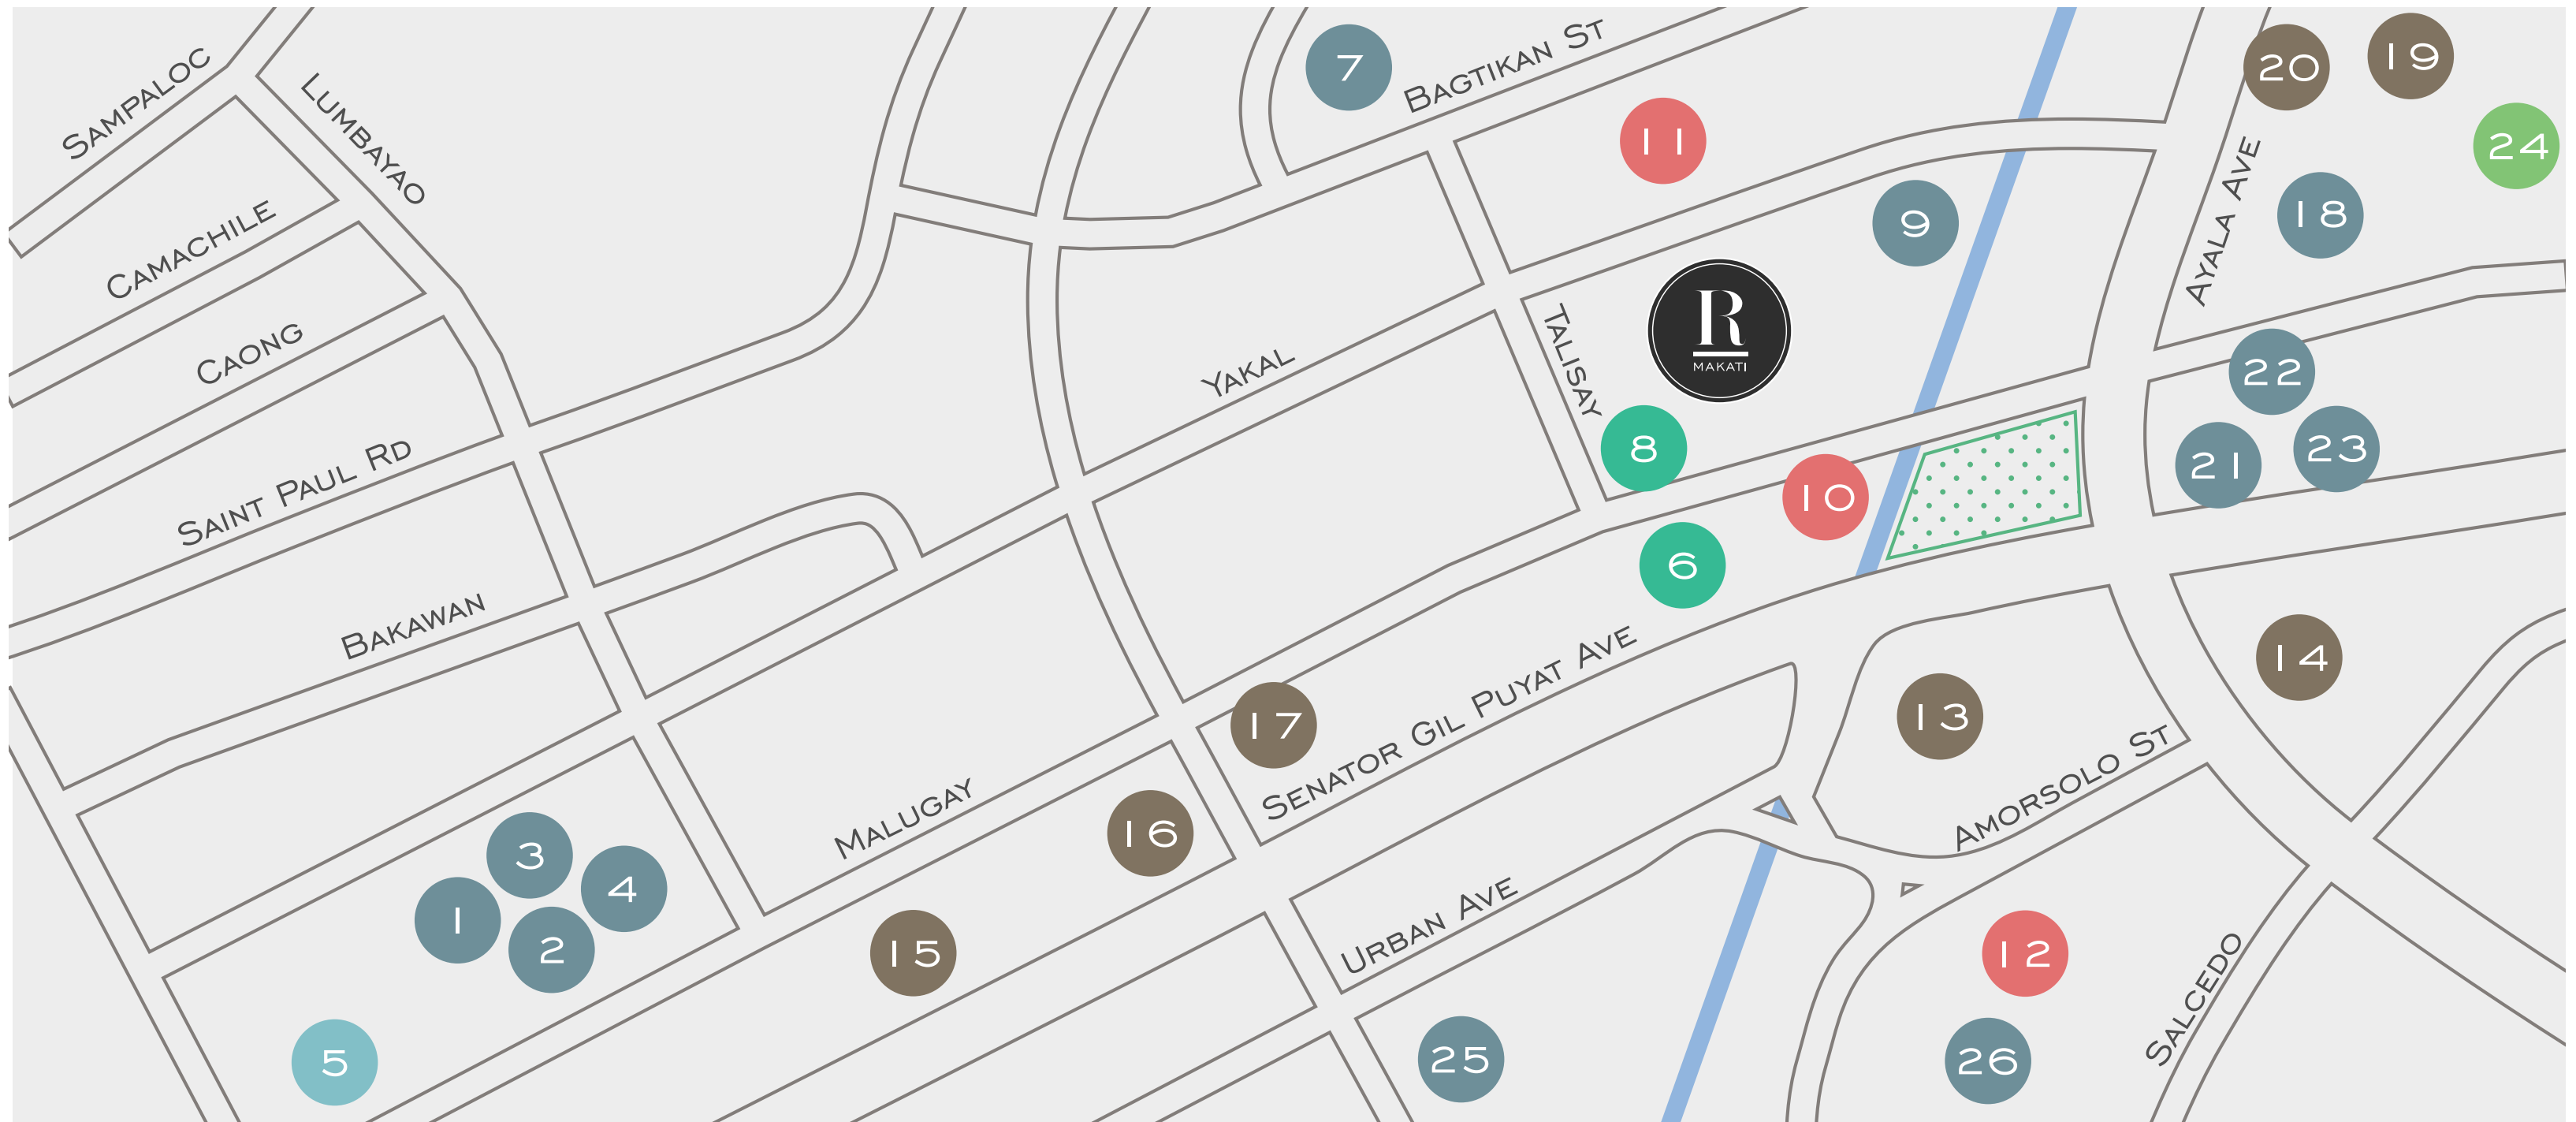 SAMPALOC
LUMBAYAO
7
BAGTIKAN ST
20
19
11
24
CAMACHILE
9
18
AYALA AVE
CAONG
YAKAL
TALISAY
R
MAKATI
22
8
21
23
SAINT PAUL RD
10
6
BAKAWAN
SENATOR GIL PUYAT AVE
14
17
13
AMORSOLO ST
MALUGAY
16
3
4
1
2
15
URBAN AVE
12
SALCEDO
5
25
26